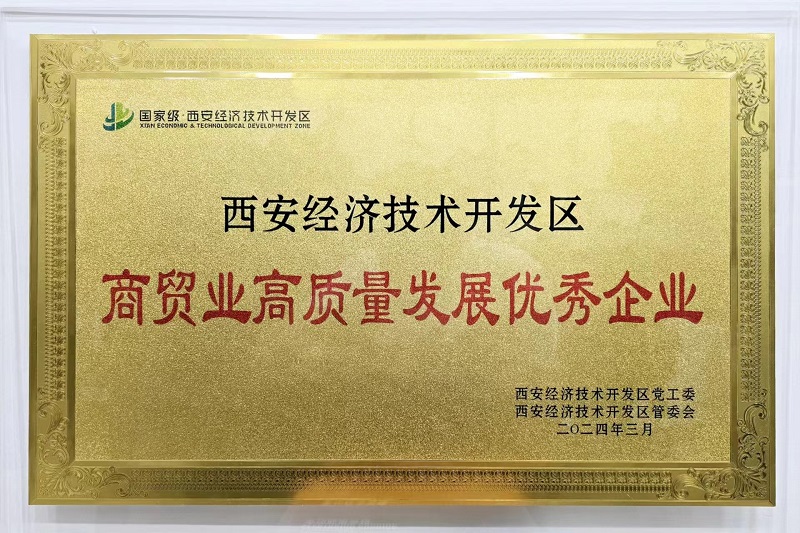 国家级·西安经济技术开发区
XI'AN ECONOMIC & TECHNOLOGICAL DEVELOPMENT ZONE
西安经济技术开发区
商贸业高质量发展优秀企业
西安经济技术开发区党工委
西安经济技术开发区管委会
二〇二四年三月